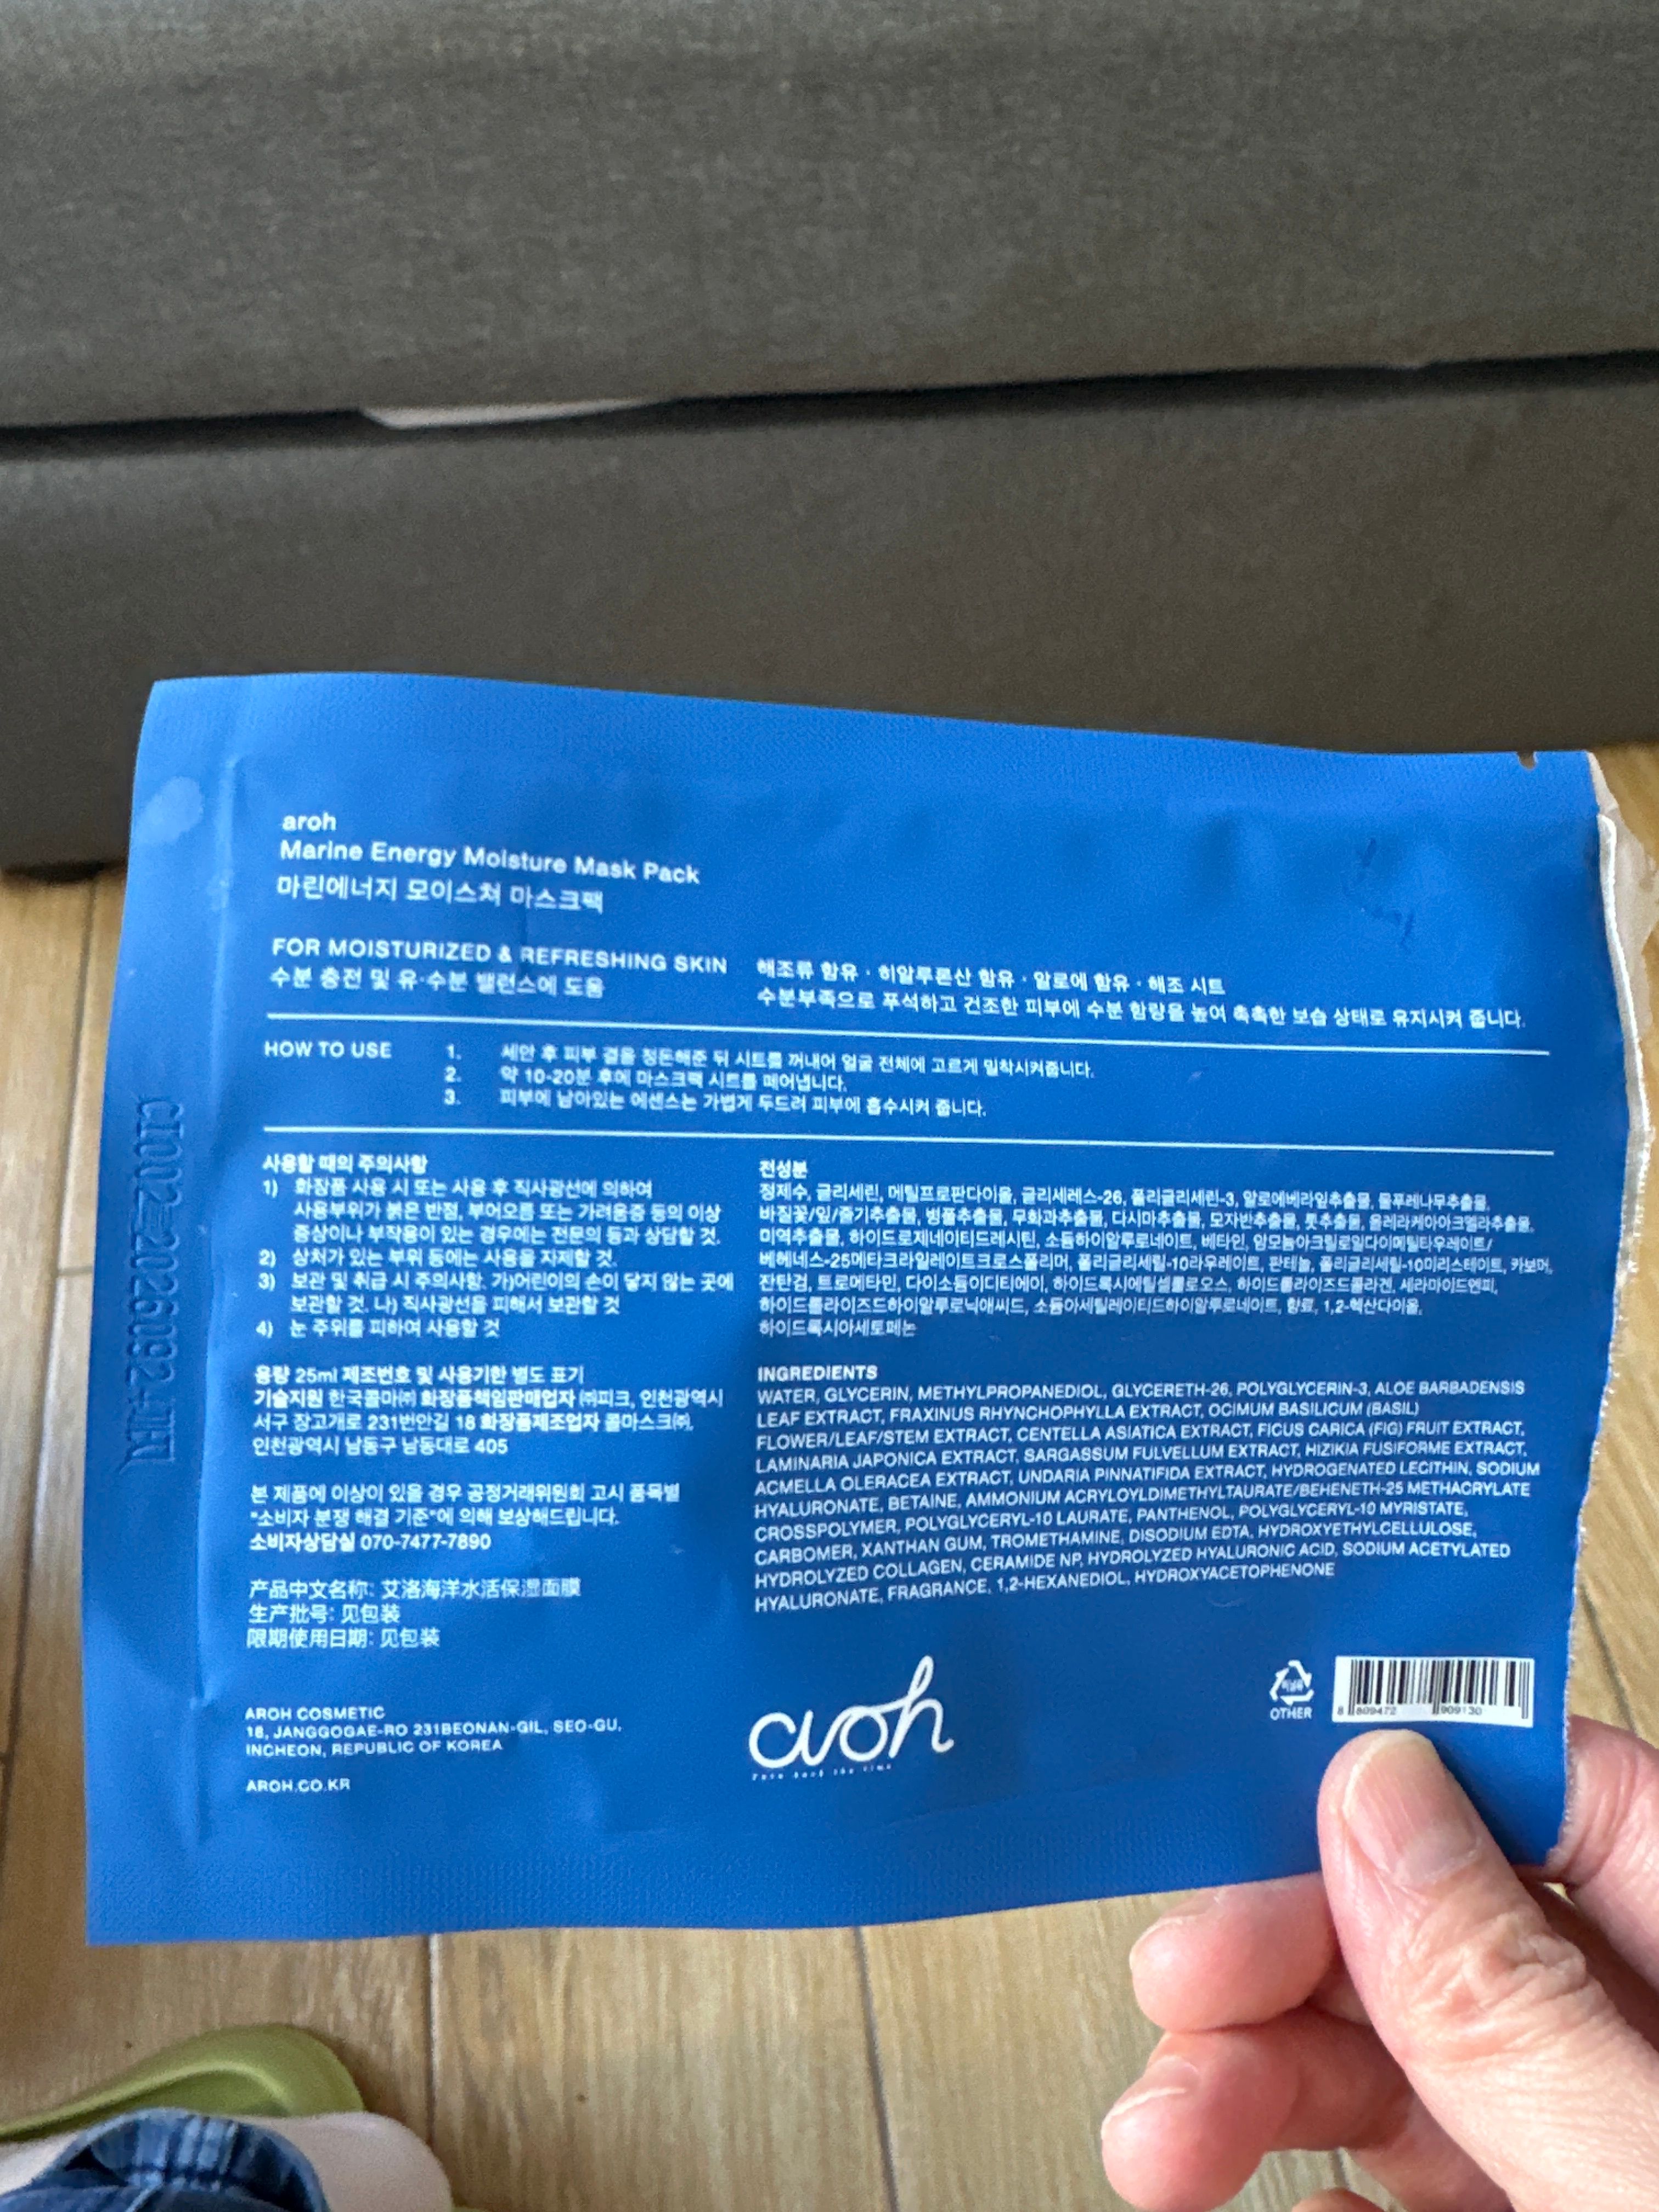 aroh
Marine Energy Moisture Mask Pack
마린에너지 모이스쳐 마스크팩
FOR MOISTURIZED & REFRESHING SKIN
수분 충전 및 유·수분 밸런스에 도움
해조류 함유 · 히알루론산 함유 · 알로에 함유 · 해조 시트
수분부족으로 푸석하고 건조한 피부에 수분 함량을 높여 촉촉한 보습 상태로 유지시켜 줍니다.
HOW TO USE
1. 세안 후 피부 결을 정돈해준 뒤 시트를 꺼내어 얼굴 전체에 고르게 밀착시켜줍니다.
2. 약 10-20분 후에 마스크팩 시트를 떼어냅니다.
3. 피부에 남아있는 에센스는 가볍게 두드려 피부에 흡수시켜 줍니다.
사용할 때의 주의사항
1) 화장품 사용 시 또는 사용 후 직사광선에 의하여
사용부위가 붉은 반점, 부어오름 또는 가려움증 등의 이상
증상이나 부작용이 있는 경우에는 전문의 등과 상담할 것.
2) 상처가 있는 부위 등에는 사용을 자제할 것.
3) 보관 및 취급 시 주의사항. 가)어린이의 손이 닿지 않는 곳에
보관할 것. 나) 직사광선을 피해서 보관할 것
4) 눈 주위를 피하여 사용할 것
용량 25ml 제조번호 및 사용기한 별도 표기
기술지원 한국콜마㈜ 화장품책임판매업자 ㈜피크, 인천광역시
서구 장고개로 231번안길 18 화장품제조업자 콜마스크㈜,
인천광역시 남동구 남동대로 405
본 제품에 이상이 있을 경우 공정거래위원회 고시 품목별
"소비자 분쟁 해결 기준"에 의해 보상해드립니다.
소비자상담실 070-7477-7890
产品中文名称: 艾洛海洋水活保湿面膜
生产批号: 见包装
限期使用日期: 见包装
AROH COSMETIC
18, JANGGOGAE-RO 231BEONAN-GIL, SEO-GU,
INCHEON, REPUBLIC OF KOREA
AROH.CO.KR
전성분
정제수, 글리세린, 메틸프로판다이올, 글리세레스-26, 폴리글리세린-3, 알로에베라잎추출물, 물푸레나무추출물,
바질꽃/잎/줄기추출물, 병풀추출물, 무화과추출물, 다시마추출물, 모자반추출물, 톳추출물, 올레라케아아크멜라추출물,
미역추출물, 하이드로제네이티드레시틴, 소듐하이알루로네이트, 베타인, 암모늄아크릴로일다이메틸타우레이트/
베헤네스-25메타크라일레이트크로스폴리머, 폴리글리세릴-10라우레이트, 판테놀, 폴리글리세릴-10미리스테이트, 카보머,
잔탄검, 트로메타민, 다이소듐이디티에이, 하이드록시에틸셀룰로오스, 하이드롤라이즈드콜라겐, 세라마이드엔피,
하이드롤라이즈드하이알루로닉애씨드, 소듐아세틸레이티드하이알루로네이트, 향료, 1,2-헥산다이올,
하이드록시아세토페논
INGREDIENTS
WATER, GLYCERIN, METHYLPROPANEDIOL, GLYCERETH-26, POLYGLYCERIN-3, ALOE BARBADENSIS
LEAF EXTRACT, FRAXINUS RHYNCHOPHYLLA EXTRACT, OCIMUM BASILICUM (BASIL)
FLOWER/LEAF/STEM EXTRACT, CENTELLA ASIATICA EXTRACT, FICUS CARICA (FIG) FRUIT EXTRACT,
LAMINARIA JAPONICA EXTRACT, SARGASSUM FULVELLUM EXTRACT, HIZIKIA FUSIFORME EXTRACT,
ACMELLA OLERACEA EXTRACT, UNDARIA PINNATIFIDA EXTRACT, HYDROGENATED LECITHIN, SODIUM
HYALURONATE, BETAINE, AMMONIUM ACRYLOYLDIMETHYLTAURATE/BEHENETH-25 METHACRYLATE
CROSSPOLYMER, POLYGLYCERYL-10 LAURATE, PANTHENOL, POLYGLYCERYL-10 MYRISTATE,
CARBOMER, XANTHAN GUM, TROMETHAMINE, DISODIUM EDTA, HYDROXYETHYLCELLULOSE,
HYDROLYZED COLLAGEN, CERAMIDE NP, HYDROLYZED HYALURONIC ACID, SODIUM ACETYLATED
HYALURONATE, FRAGRANCE, 1,2-HEXANEDIOL, HYDROXYACETOPHENONE
aroh
OTHER
8 809472 909130